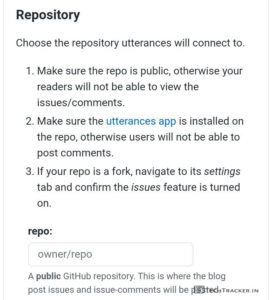 Repository
Choose the repository utterances will connect to.
1. Make sure the repo is public, otherwise your
readers will not be able to view the
issues/comments.
2. Make sure the utterances app is installed on
the repo, otherwise users will not be able to
post comments.
3. If your repo is a fork, navigate to its settings
tab and confirm the issues feature is turned
on.
repo:
owner/repo
A public GitHub repository. This is where the blog
post issues and issue-comments will be
TRACKER.IN